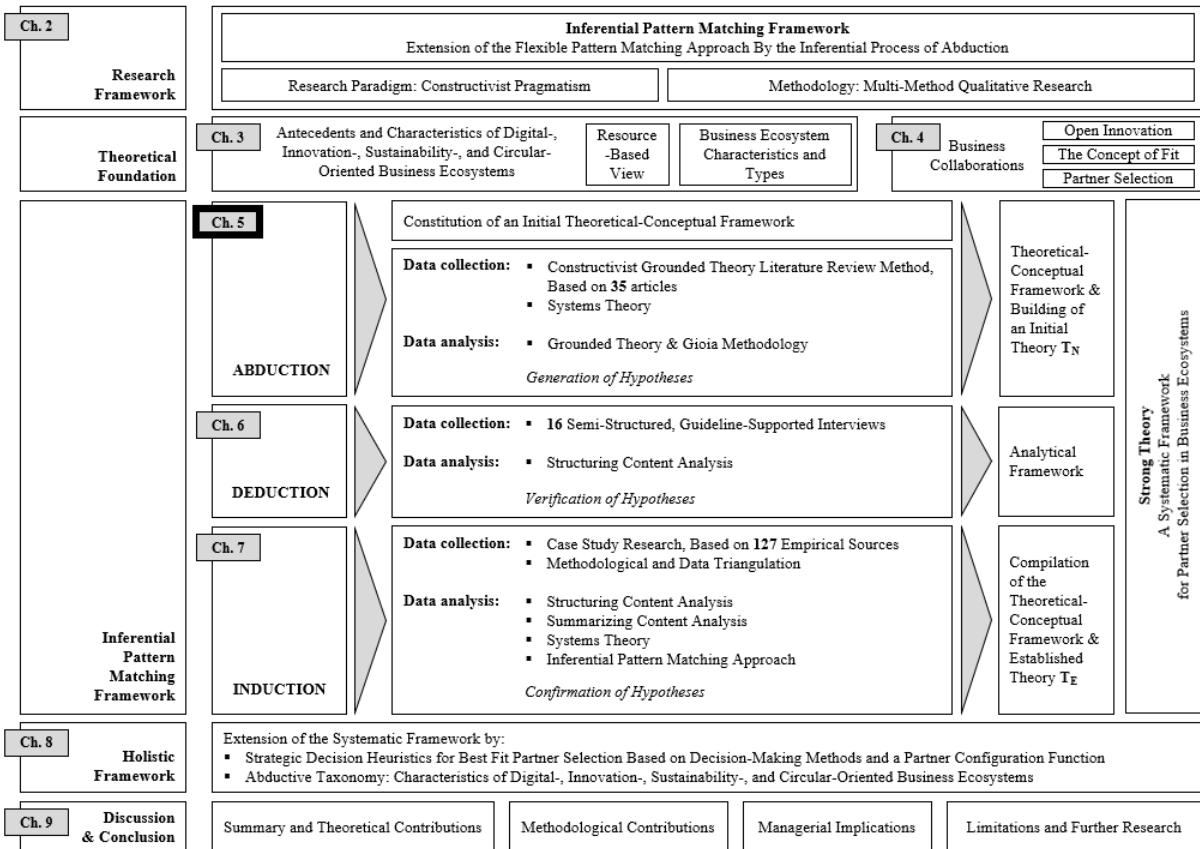 Ch. 2
Research
Framework
Inferential Pattern Matching Framework
Extension of the Flexible Pattern Matching Approach By the Inferential Process of Abduction
Research Paradigm: Constructivist Pragmatism
Methodology: Multi-Method Qualitative Research
Theoretical
Foundation
Ch. 3
Antecedents and Characteristics of Digital-,
Innovation-, Sustainability-, and Circular-
Oriented Business Ecosystems
Resource
-Based
View
Business Ecosystem
Characteristics and
Types
Ch. 4
Business
Collaborations
Open Innovation
The Concept of Fit
Partner Selection
Inferential
Pattern
Matching
Framework
Ch. 5
ABDUCTION
Constitution of an Initial Theoretical-Conceptual Framework
Data collection:
▪ Constructivist Grounded Theory Literature Review Method,
Based on 35 articles
▪ Systems Theory
Data analysis:
▪ Grounded Theory & Gioia Methodology
Generation of Hypotheses
Theoretical-
Conceptual
Framework &
Building of
an Initial
Theory TN
Ch. 6
DEDUCTION
Data collection:
▪ 16 Semi-Structured, Guideline-Supported Interviews
Data analysis:
▪ Structuring Content Analysis
Verification of Hypotheses
Analytical
Framework
Ch. 7
INDUCTION
Data collection:
▪ Case Study Research, Based on 127 Empirical Sources
▪ Methodological and Data Triangulation
Data analysis:
▪ Structuring Content Analysis
▪ Summarizing Content Analysis
▪ Systems Theory
▪ Inferential Pattern Matching Approach
Confirmation of Hypotheses
Compilation
of the
Theoretical-
Conceptual
Framework &
Established
Theory TE
Strong Theory
A Systematic Framework
for Partner Selection in Business Ecosystems
Ch. 8
Holistic
Framework
Extension of the Systematic Framework by:
▪ Strategic Decision Heuristics for Best Fit Partner Selection Based on Decision-Making Methods and a Partner Configuration Function
▪ Abductive Taxonomy: Characteristics of Digital-, Innovation-, Sustainability-, and Circular-Oriented Business Ecosystems
Ch. 9
Discussion
& Conclusion
Summary and Theoretical Contributions
Methodological Contributions
Managerial Implications
Limitations and Further Research